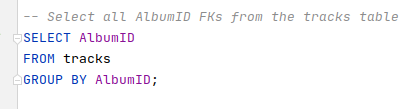 -- Select all AlbumID FKs from the tracks table
SELECT AlbumID
FROM tracks
GROUP BY AlbumID;